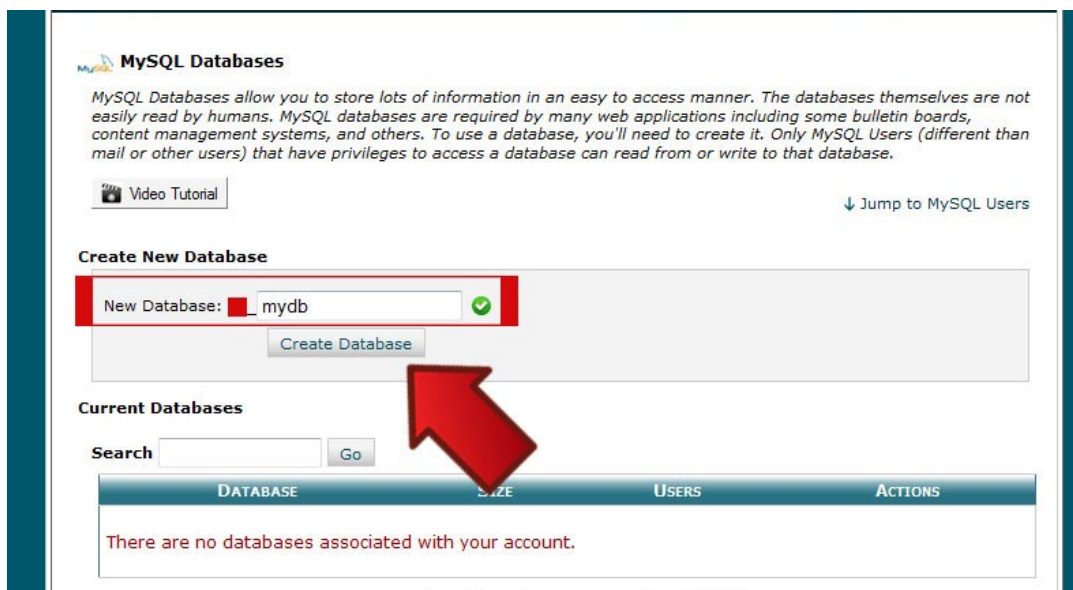 MySQL MySQL Databases
MySQL Databases allow you to store lots of information in an easy to access manner. The databases themselves are not
easily read by humans. MySQL databases are required by many web applications including some bulletin boards,
content management systems, and others. To use a database, you'll need to create it. Only MySQL Users (different than
mail or other users) that have privileges to access a database can read from or write to that database.
Video Tutorial
↓ Jump to MySQL Users
Create New Database
New Database: _ mydb
Create Database
Current Databases
Search Go
DATABASE SIZE USERS ACTIONS
There are no databases associated with your account.